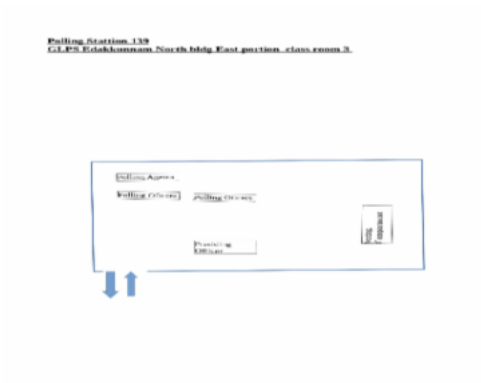 Polling Startion 139
GLPS Edakkunnam North bldg East portion class room 3
Polling Agents
Polling Officer
Polling Officer
Presiding
Officer